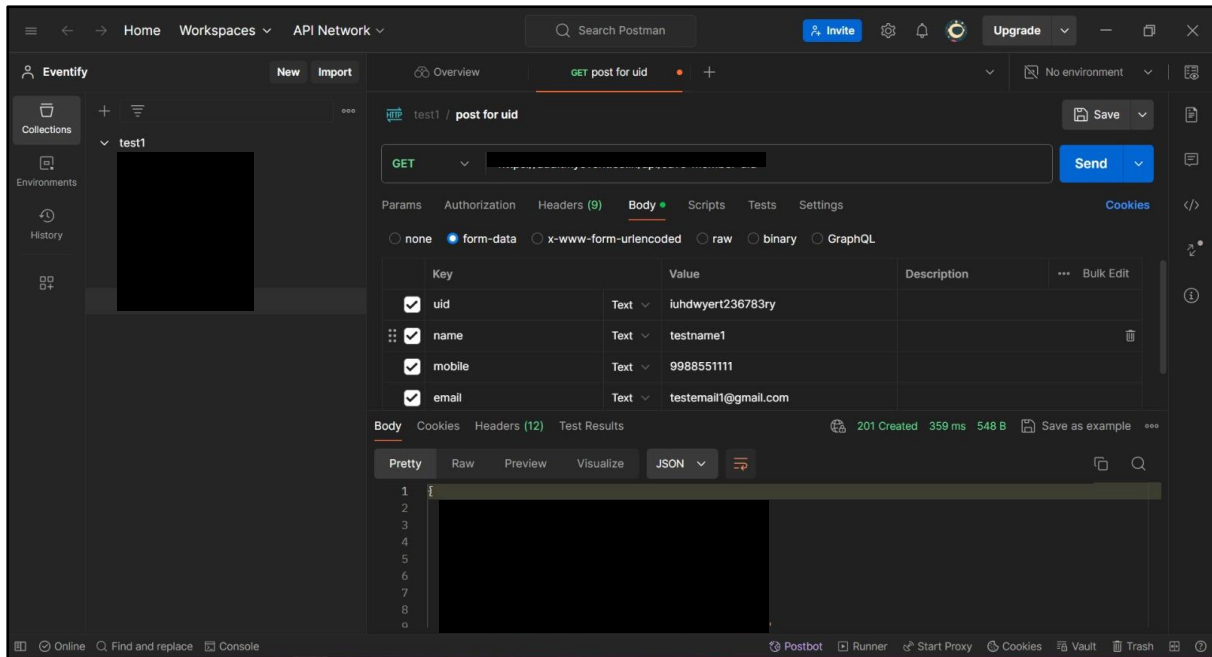 Home Workspaces API Network Search Postman Invite Upgrade
Eventify New Import Overview GET post for uid No environment
Collections
Environments
History
test1
HTTP test1 / post for uid Save
GET Send
Params Authorization Headers (9) Body Scripts Tests Settings Cookies
none form-data x-www-form-urlencoded raw binary GraphQL
Key Value Description Bulk Edit
uid Text iuhdwyert236783ry
name Text testname1
mobile Text 9988551111
email Text testemail1@gmail.com
Body Cookies Headers (12) Test Results 201 Created 359 ms 548 B Save as example
Pretty Raw Preview Visualize JSON
1 {
2
3
4
5
6
7
8
9
Online Find and replace Console Postbot Runner Start Proxy Cookies Vault Trash